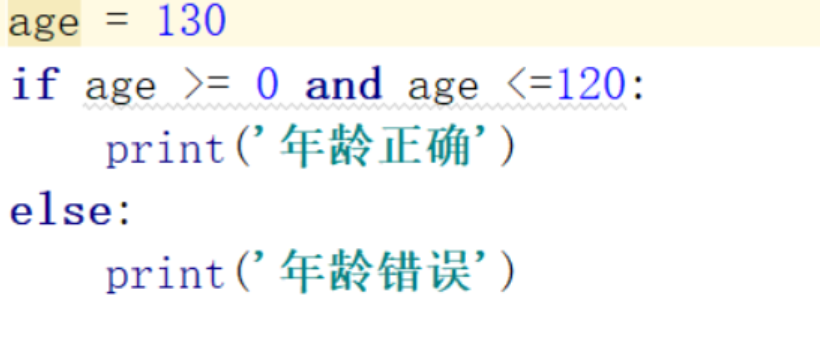 age = 130
if age >= 0 and age <=120:
    print('年龄正确')
else:
    print('年龄错误')